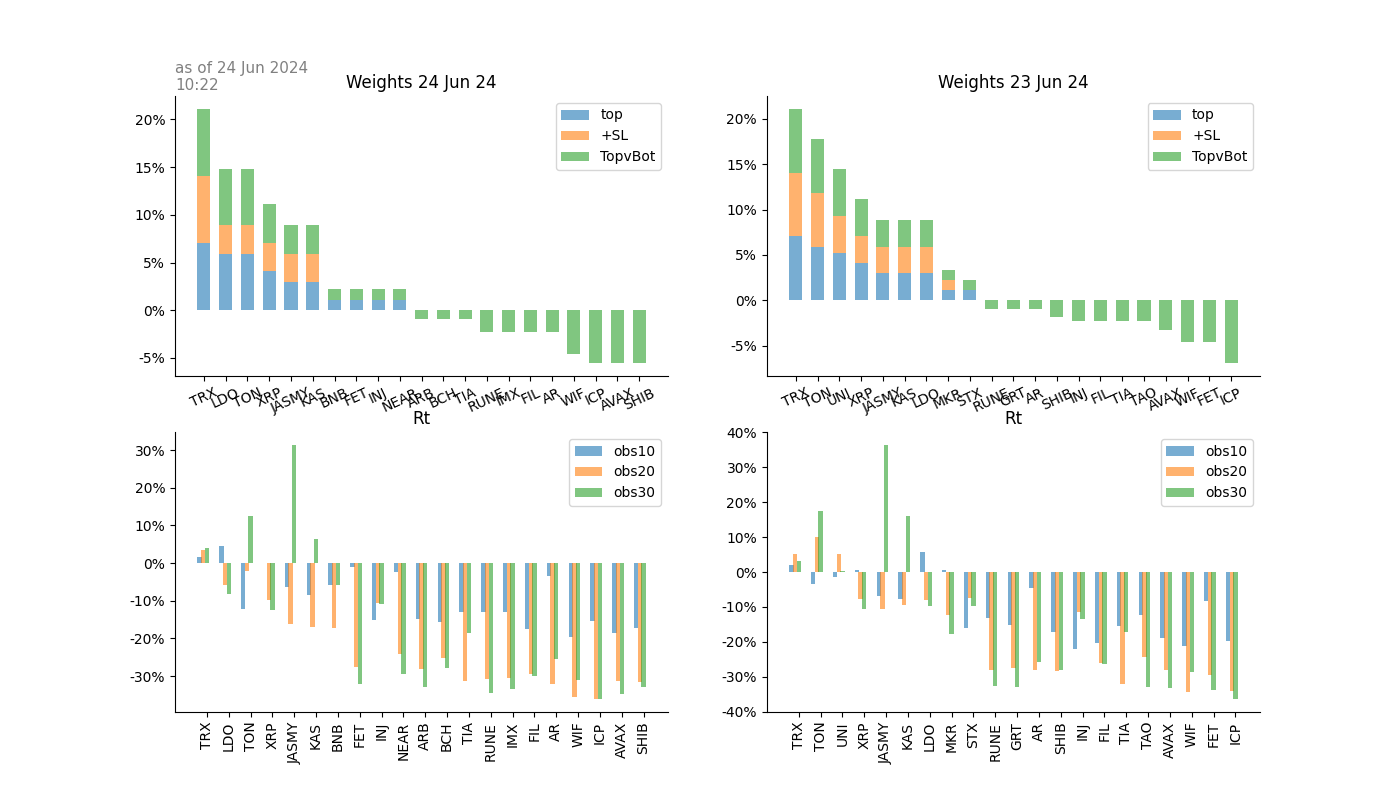 as of 24 Jun 2024
10:22
Weights 24 Jun 24
20%
15%
10%
5%
0%
-5%
top
+SL
TopvBot
TRX LDO TON XRP JASMY KAS BNB FET INJ NEAR ARB BCH TIA RUNE IMX FIL AR WIF ICP AVAX SHIB
Weights 23 Jun 24
20%
15%
10%
5%
0%
-5%
top
+SL
TopvBot
TRX TON UNI XRP JASMY KAS LDO MKR STX RUNE GRT AR SHIB INJ FIL TIA TAO AVAX WIF FET ICP
Rt
30%
20%
10%
0%
-10%
-20%
-30%
obs10
obs20
obs30
TRX LDO TON XRP JASMY KAS BNB FET INJ NEAR ARB BCH TIA RUNE IMX FIL AR WIF ICP AVAX SHIB
Rt
40%
30%
20%
10%
0%
-10%
-20%
-30%
-40%
obs10
obs20
obs30
TRX TON UNI XRP JASMY KAS LDO MKR STX RUNE GRT AR SHIB INJ FIL TIA TAO AVAX WIF FET ICP